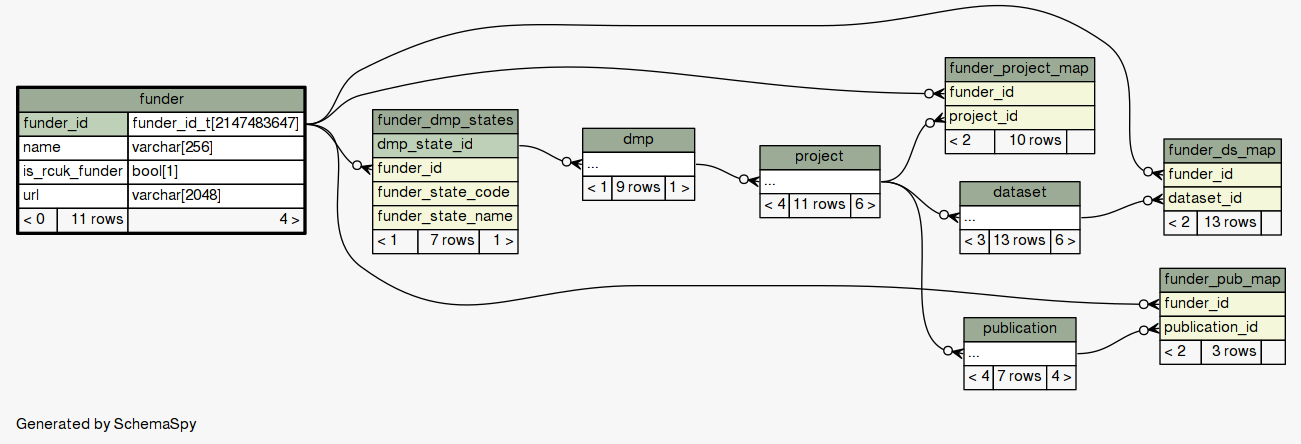 funder
funder_id funder_id_t[2147483647]
name varchar[256]
is_rcuk_funder bool[1]
url varchar[2048]
< 0 11 rows 4 >
funder_dmp_states
dmp_state_id
funder_id
funder_state_code
funder_state_name
< 1 7 rows 1 >
dmp
...
< 1 9 rows 1 >
project
...
< 4 11 rows 6 >
funder_project_map
funder_id
project_id
< 2 10 rows
dataset
...
< 3 13 rows 6 >
funder_ds_map
funder_id
dataset_id
< 2 13 rows
funder_pub_map
funder_id
publication_id
< 2 3 rows
publication
...
< 4 7 rows 4 >
Generated by SchemaSpy